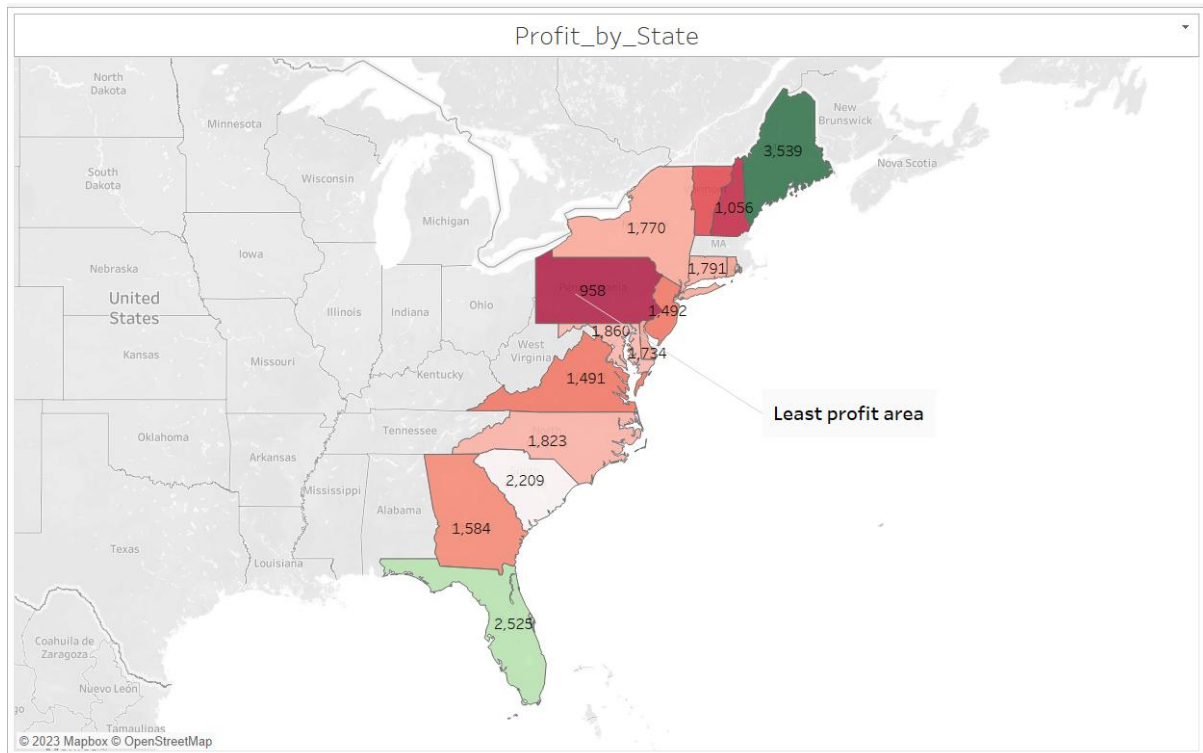 Profit_by_State
North
Dakota
Minnesota
New
Brunswick
3,539
Nova Scotia
South
Dakota
Wisconsin
Michigan
1,056
1,770
MA
Iowa
1,791
Nebraska
958
United
States
Illinois
Indiana
Ohio
1,492
1,860
1,734
West
Virginia
Kansas
Missouri
Kentucky
1,491
Least profit area
Oklahoma
Tennessee
North
1,823
Arkansas
2,209
Mississippi
Alabama
1,584
Texas
Louisiana
2,525
Coahuila de
Zaragoza
Nuevo León
Tamaulipas
© 2023 Mapbox © OpenStreetMap